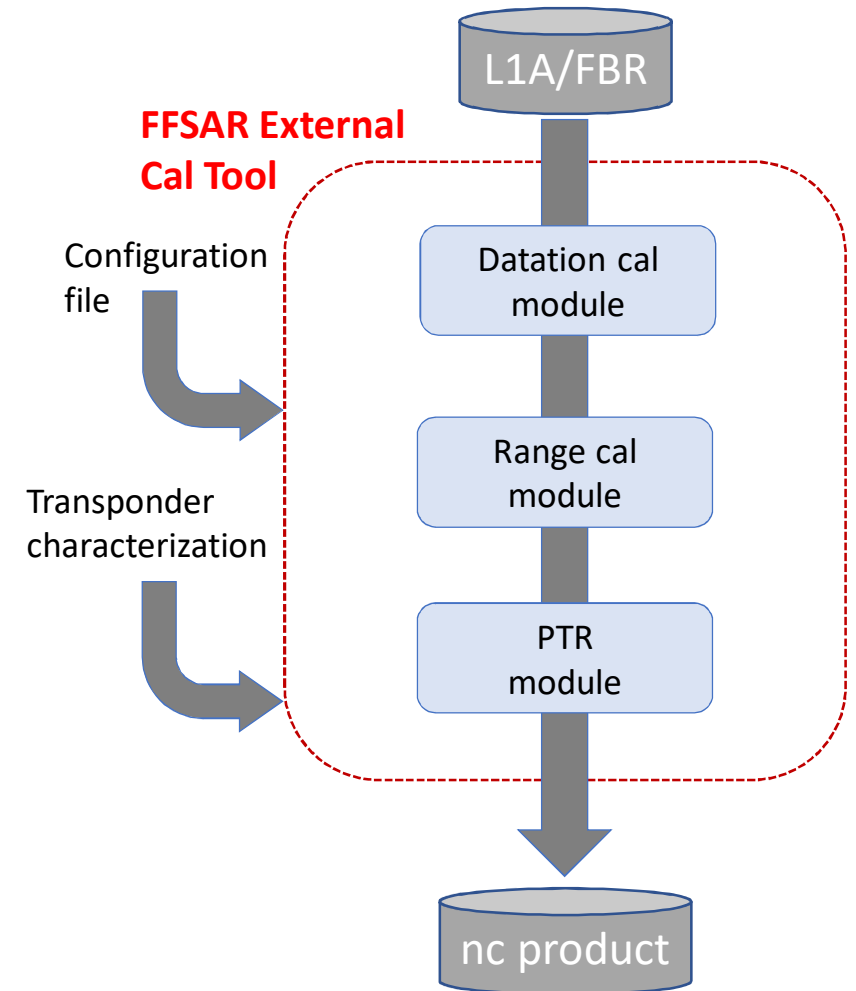 L1A/FBR
FFSAR External
Cal Tool
Configuration
file
Datation cal
module
Range cal
module
Transponder
characterization
PTR
module
nc product